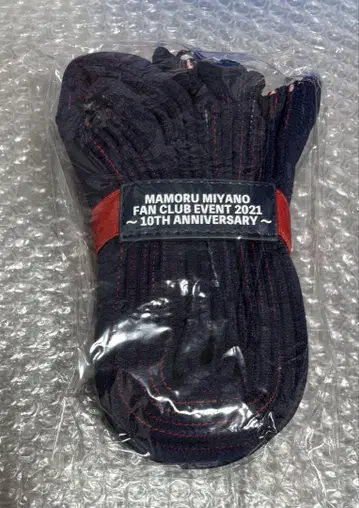 MAMORU MIYANO
FAN CLUB EVENT 2021
～ 10TH ANNIVERSARY ～